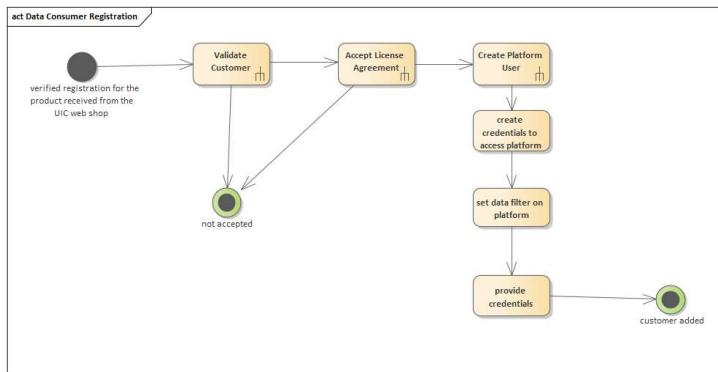 act Data Consumer Registration
Validate
Customer
Accept License
Agreement
Create Platform
User
verified registration for the
product received from the
UIC web shop
create
credentials to
access platform
set data filter on
platform
not accepted
provide
credentials
customer added